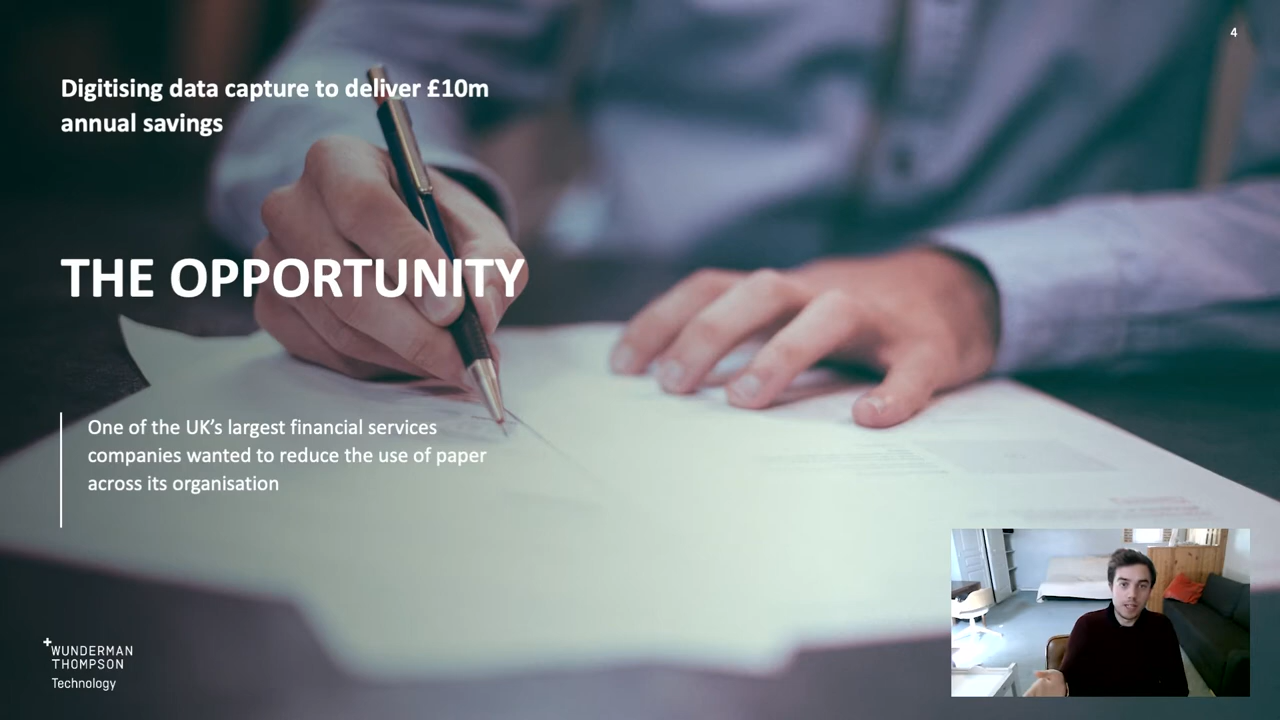 4
Digitising data capture to deliver £10m
annual savings
THE OPPORTUNITY
One of the UK’s largest financial services
companies wanted to reduce the use of paper
across its organisation
WUNDERMAN
THOMPSON
Technology